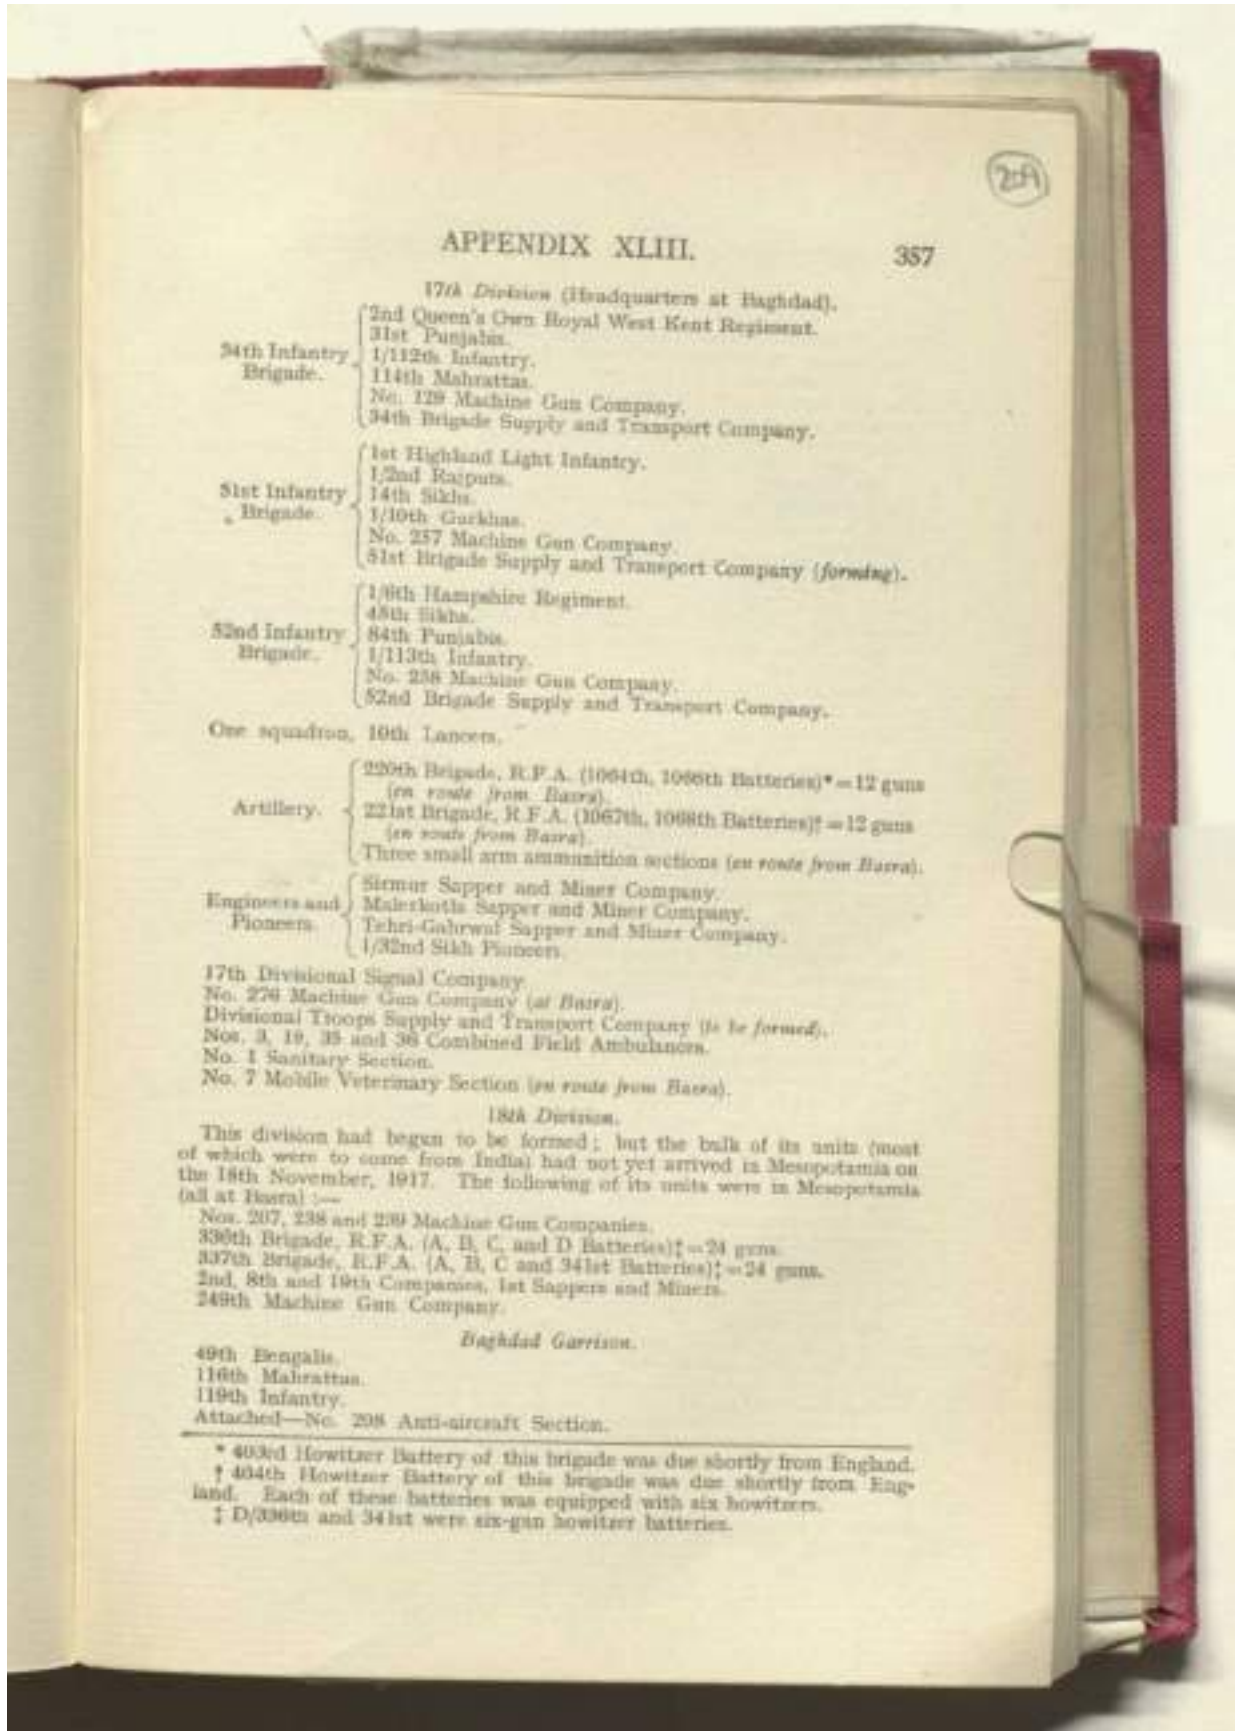 209
APPENDIX XLIII.
357
17th Division (Headquarters at Baghdad).
34th Infantry Brigade.
2nd Queen's Own Royal West Kent Regiment.
31st Punjabis.
1/112th Infantry.
114th Mahrattas.
No. 129 Machine Gun Company.
34th Brigade Supply and Transport Company.
51st Infantry Brigade.
1st Highland Light Infantry.
1/2nd Rajputs.
14th Sikhs.
1/10th Gurkhas.
No. 257 Machine Gun Company
51st Brigade Supply and Transport Company (forming).
52nd Infantry Brigade.
1/6th Hampshire Regiment.
45th Sikhs.
84th Punjabis.
1/113th Infantry.
No. 258 Machine Gun Company.
52nd Brigade Supply and Transport Company.
One squadron, 10th Lancers.
Artillery.
220th Brigade, R.F.A. (1064th, 1066th Batteries)*=12 guns
(en route from Basra).
221st Brigade, R.F.A. (1067th, 1068th Batteries)†=12 guns
(en route from Basra).
Three small arm ammunition sections (en route from Basra).
Engineers and Pioneers.
Sirmur Sapper and Miner Company.
Malerkotla Sapper and Miner Company.
Tehri-Gahrwal Sapper and Miner Company.
1/32nd Sikh Pioneers.
17th Divisional Signal Company
No. 276 Machine Gun Company (at Basra).
Divisional Troops Supply and Transport Company (to be formed).
Nos. 3, 19, 35 and 36 Combined Field Ambulances.
No. 1 Sanitary Section.
No. 7 Mobile Veterinary Section (en route from Basra).
18th Division.
This division had begun to be formed; but the bulk of its units (most
of which were to come from India) had not yet arrived in Mesopotamia on
the 18th November, 1917. The following of its units were in Mesopotamia
(all at Basra) :—
Nos. 207, 238 and 239 Machine Gun Companies.
336th Brigade, R.F.A. (A, B, C, and D Batteries)‡=24 guns.
337th Brigade, R.F.A. (A, B, C and 341st Batteries)‡=24 guns.
2nd, 8th and 19th Companies, 1st Sappers and Miners.
249th Machine Gun Company.
Baghdad Garrison.
49th Bengalis.
116th Mahrattas.
119th Infantry.
Attached—No. 208 Anti-aircraft Section.
* 403rd Howitzer Battery of this brigade was due shortly from England.
† 404th Howitzer Battery of this brigade was due shortly from Eng-
land. Each of these batteries was equipped with six howitzers.
‡ D/336th and 341st were six-gun howitzer batteries.